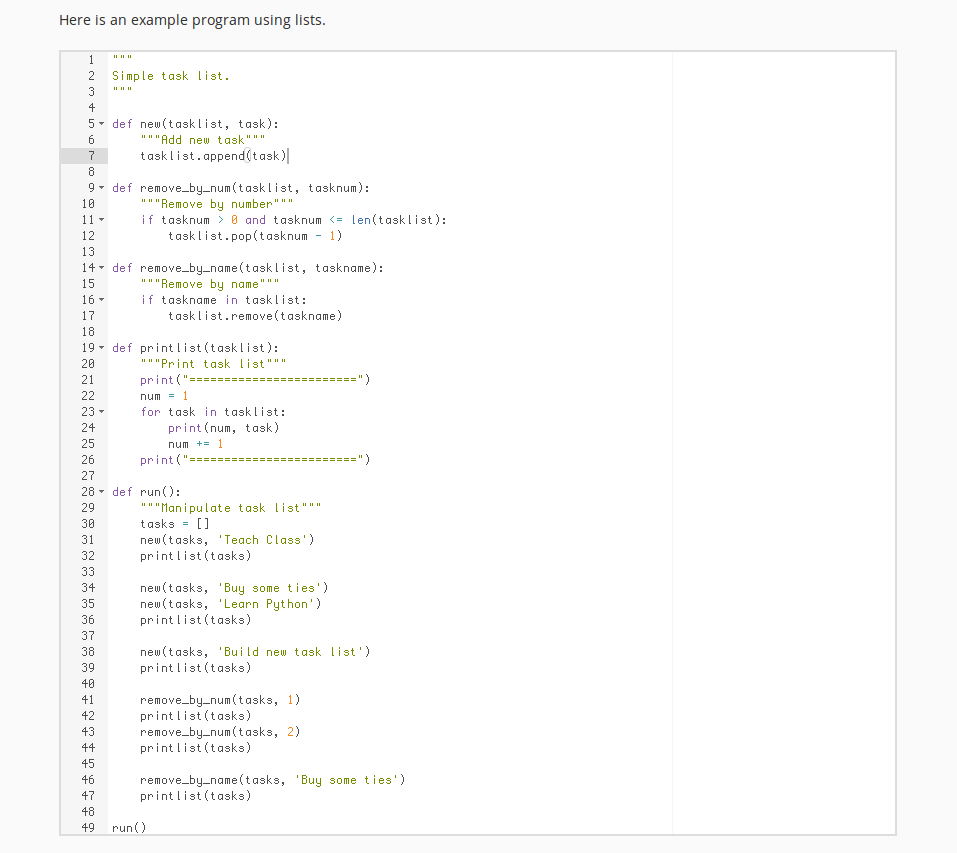 Here is an example program using lists.
1 """
2 Simple task list.
3 """
4
5 def new(tasklist, task):
6     """Add new task"""
7     tasklist.append(task)
8
9 def remove_by_num(tasklist, tasknum):
10     """Remove by number"""
11     if tasknum > 0 and tasknum <= len(tasklist):
12         tasklist.pop(tasknum - 1)
13
14 def remove_by_name(tasklist, taskname):
15     """Remove by name"""
16     if taskname in tasklist:
17         tasklist.remove(taskname)
18
19 def printlist(tasklist):
20     """Print task list"""
21     print("========================")
22     num = 1
23     for task in tasklist:
24         print(num, task)
25         num += 1
26     print("========================")
27
28 def run():
29     """Manipulate task list"""
30     tasks = []
31     new(tasks, 'Teach Class')
32     printlist(tasks)
33
34     new(tasks, 'Buy some ties')
35     new(tasks, 'Learn Python')
36     printlist(tasks)
37
38     new(tasks, 'Build new task list')
39     printlist(tasks)
40
41     remove_by_num(tasks, 1)
42     printlist(tasks)
43     remove_by_num(tasks, 2)
44     printlist(tasks)
45
46     remove_by_name(tasks, 'Buy some ties')
47     printlist(tasks)
48
49 run()